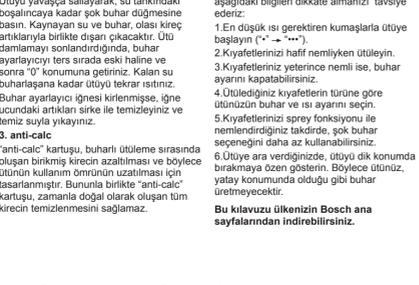 Ütüyü yavaşça sallayarak, su tankındaki
boşalıncaya kadar şok buhar düğmesine
basın. Kaynayan su ve buhar, olası kireç
artıklarıyla birlikte dışarı çıkacaktır. Ütü
damlamayı sonlandırdığında, buhar
ayarlayıcıyı ters sırada eski haline ve
sonra “0” konumuna getiriniz. Kalan su
buharlaşana kadar ütüyü tekrar ısıtınız.
Buhar ayarlayıcı iğnesi kirlenmişse, iğne
ucundaki artıkları sirke ile temizleyiniz ve
temiz suyla yıkayınız.
3. anti-calc
“anti-calc” kartuşu, buharlı ütüleme sırasında
oluşan birikmiş kirecin azaltılması ve böylece
ütünün kullanım ömrünün uzatılması için
tasarlanmıştır. Bununla birlikte “anti-calc”
kartuşu, zamanla doğal olarak oluşan tüm
kirecin temizlenmesini sağlamaz.
aşağıdaki bilgileri dikkate almanızı tavsiye
ederiz:
1.En düşük ısı gerektiren kumaşlarla ütüye
başlayın (“•” → “•••”).
2.Kıyafetlerinizi hafif nemliyken ütüleyin.
3.Kıyafetleriniz yeterince nemli ise, buhar
ayarını kapatabilirsiniz.
4.Ütülediğiniz kıyafetlerin türüne göre
ütünüzün buhar ve ısı ayarını seçin.
5.Kıyafetlerinizi sprey fonksiyonu ile
nemlendirdiğiniz takdirde, şok buhar
seçeneğini daha az kullanabilirsiniz.
6.Ütüye ara verdiğinizde, ütüyü dik konumda
bırakmaya özen gösterin. Böylece ütünüz,
yatay konumunda olduğu gibi buhar
üretmeyecektir.
Bu kılavuzu ülkenizin Bosch ana
sayfalarından indirebilirsiniz.